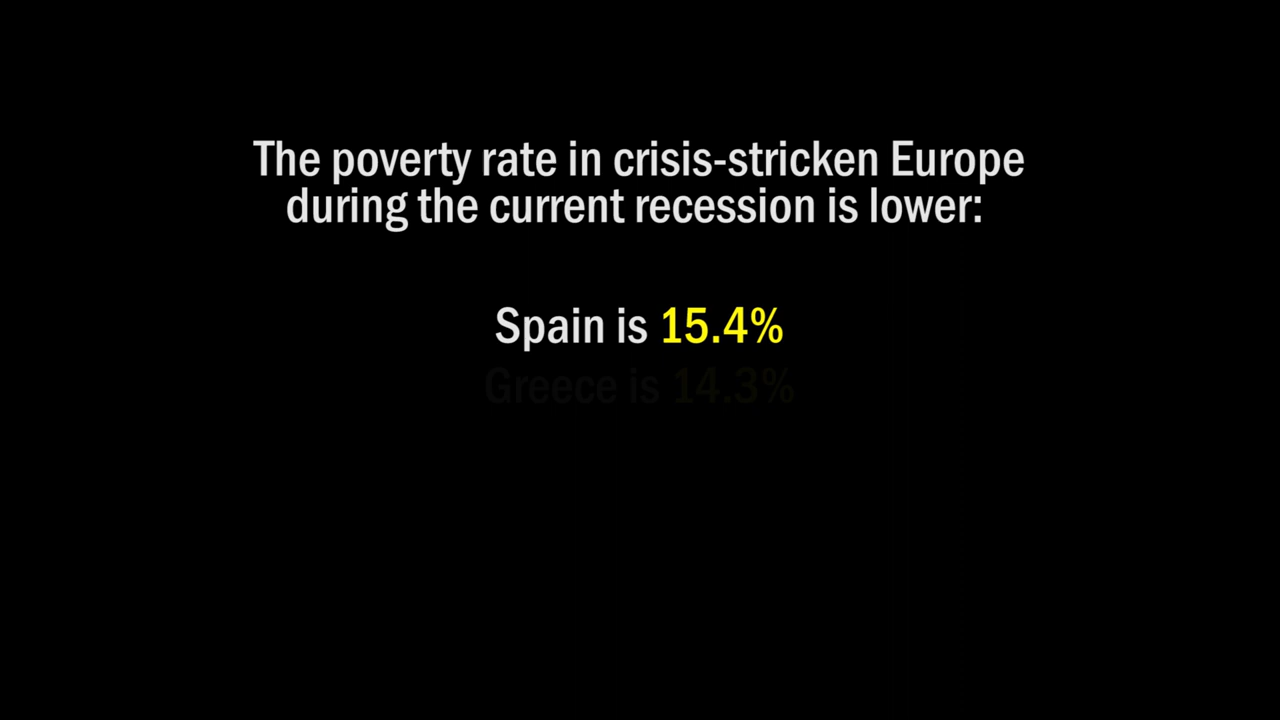 The poverty rate in crisis-stricken Europe
during the current recession is lower:
Spain is 15.4%
Greece is 14.3%